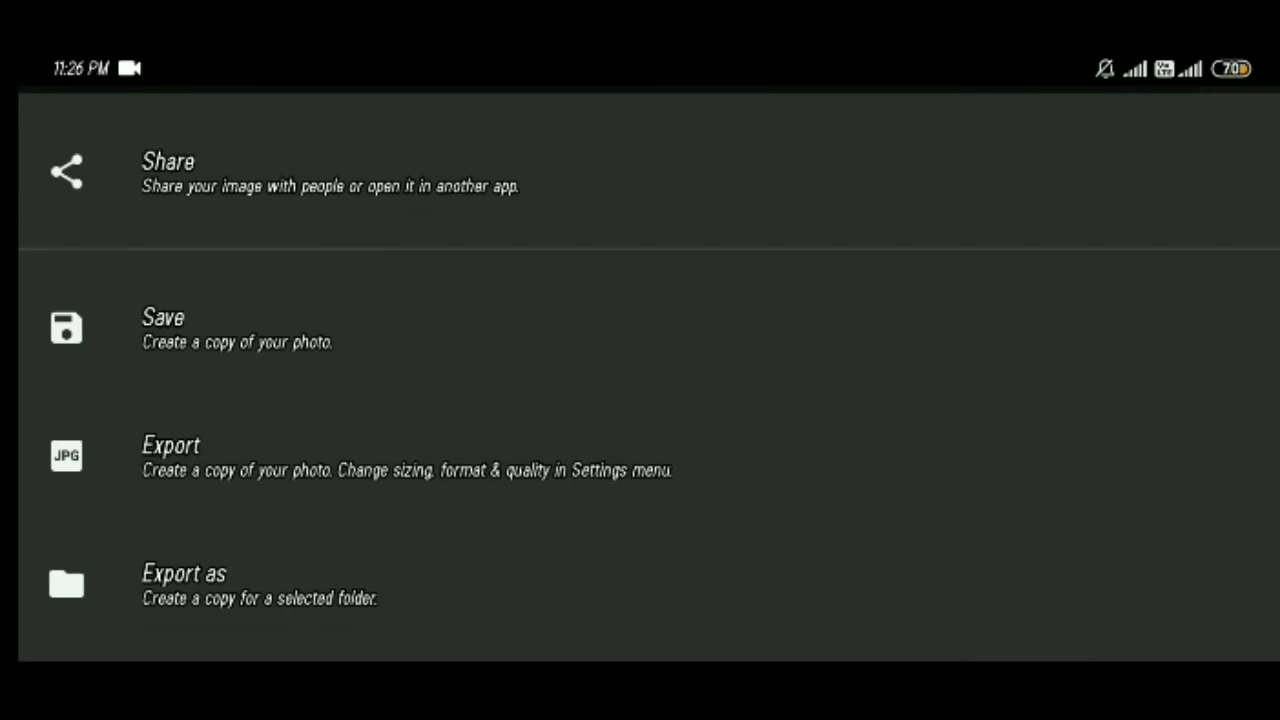 11:26 PM
Vo LTE
70
Share
Share your image with people or open it in another app.
Save
Create a copy of your photo.
JPG
Export
Create a copy of your photo. Change sizing, format & quality in Settings menu.
Export as
Create a copy for a selected folder.